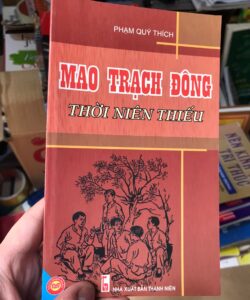 PHẠM QUÝ THÍCH
MAO TRẠCH ĐÔNG
THỜI NIÊN THIẾU
NHÀ XUẤT BẢN THANH NIÊN